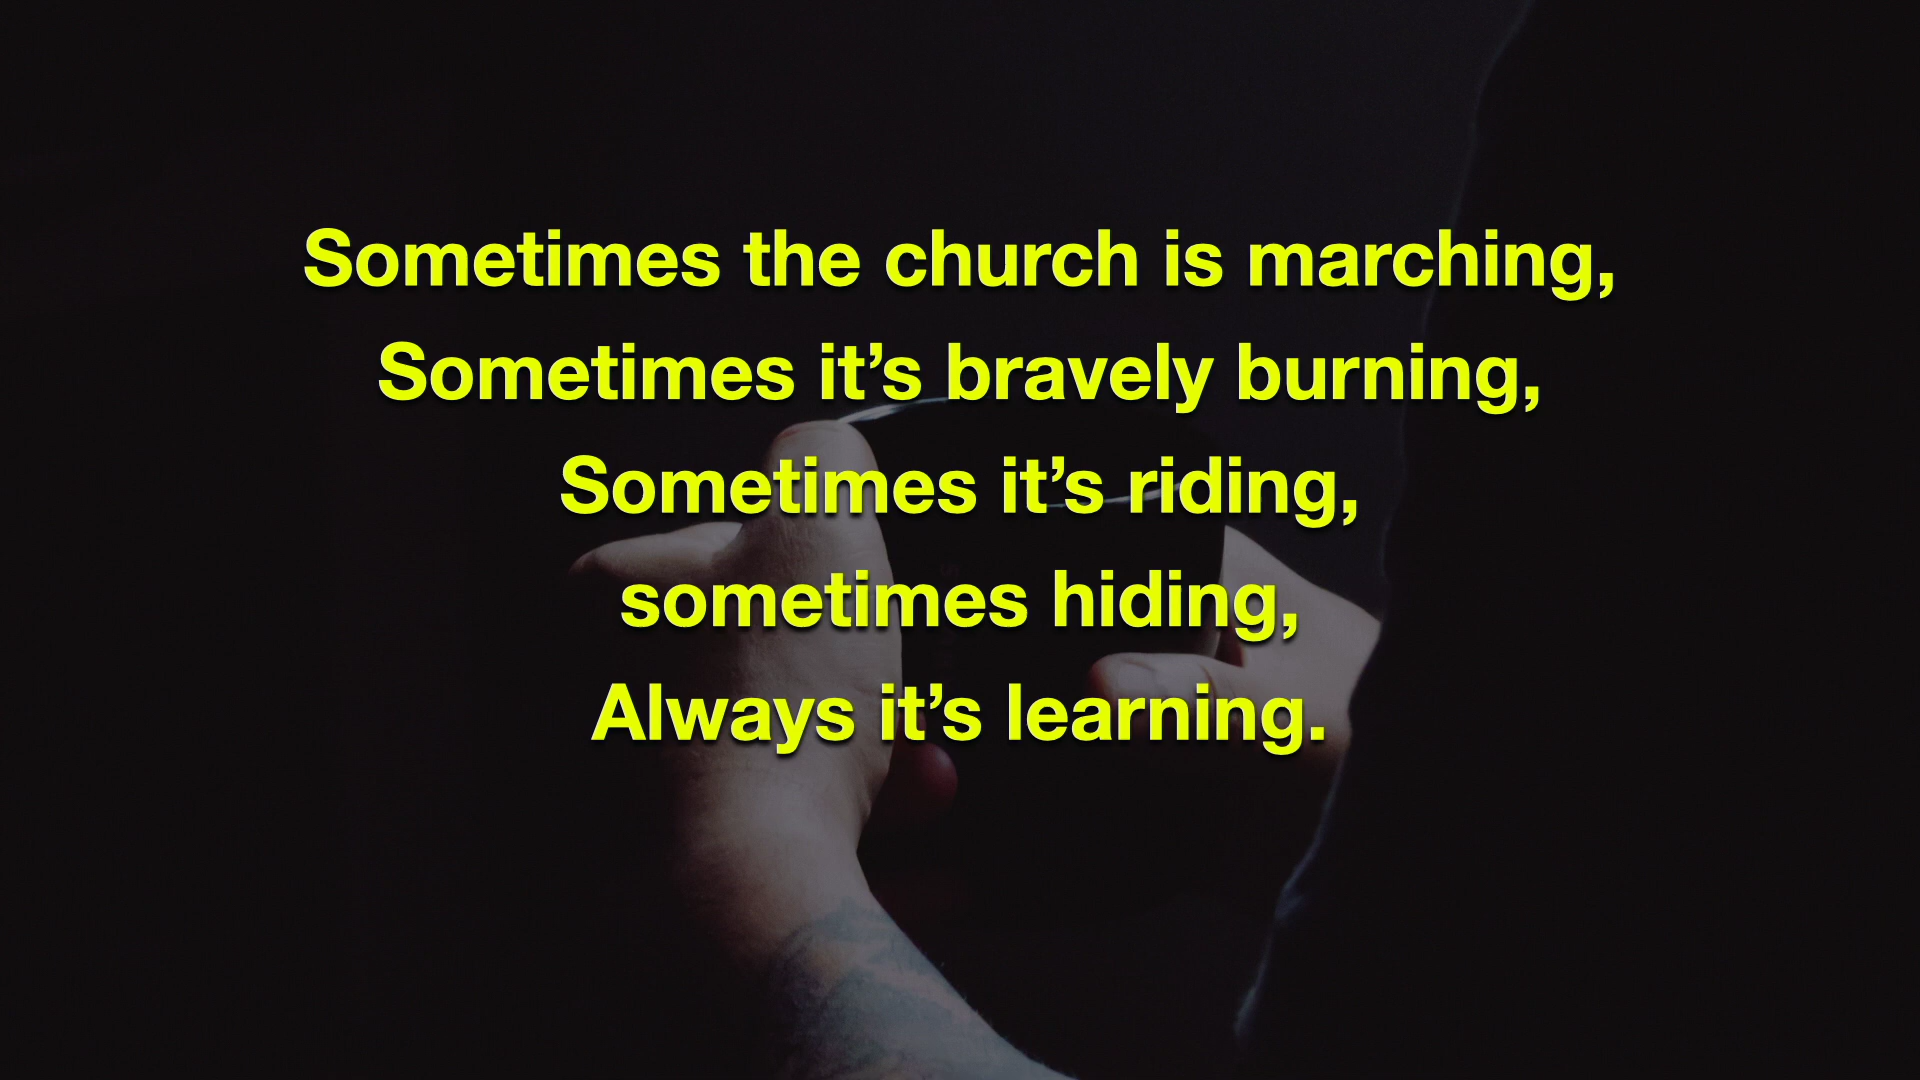 Sometimes the church is marching,
Sometimes it’s bravely burning,
Sometimes it’s riding,
sometimes hiding,
Always it’s learning.